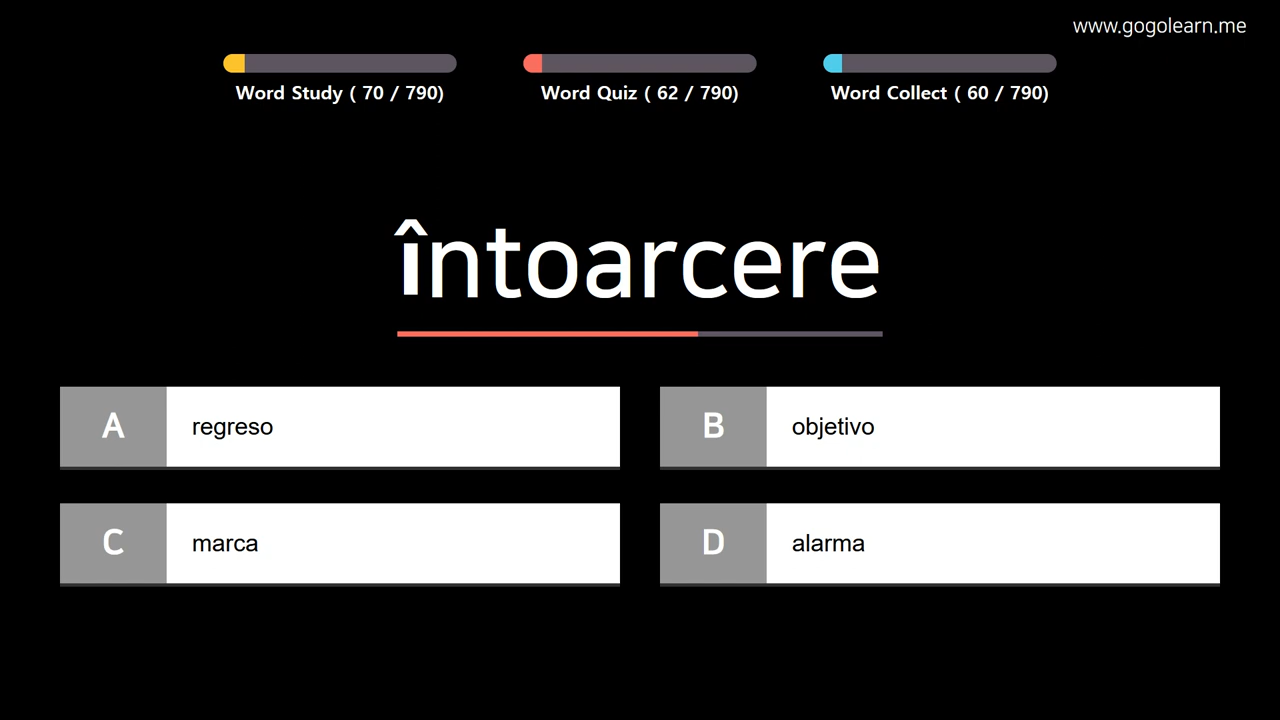 www.gogolearn.me
Word Study ( 70 / 790)
Word Quiz ( 62 / 790)
Word Collect ( 60 / 790)
întoarcere
A regreso
B objetivo
C marca
D alarma